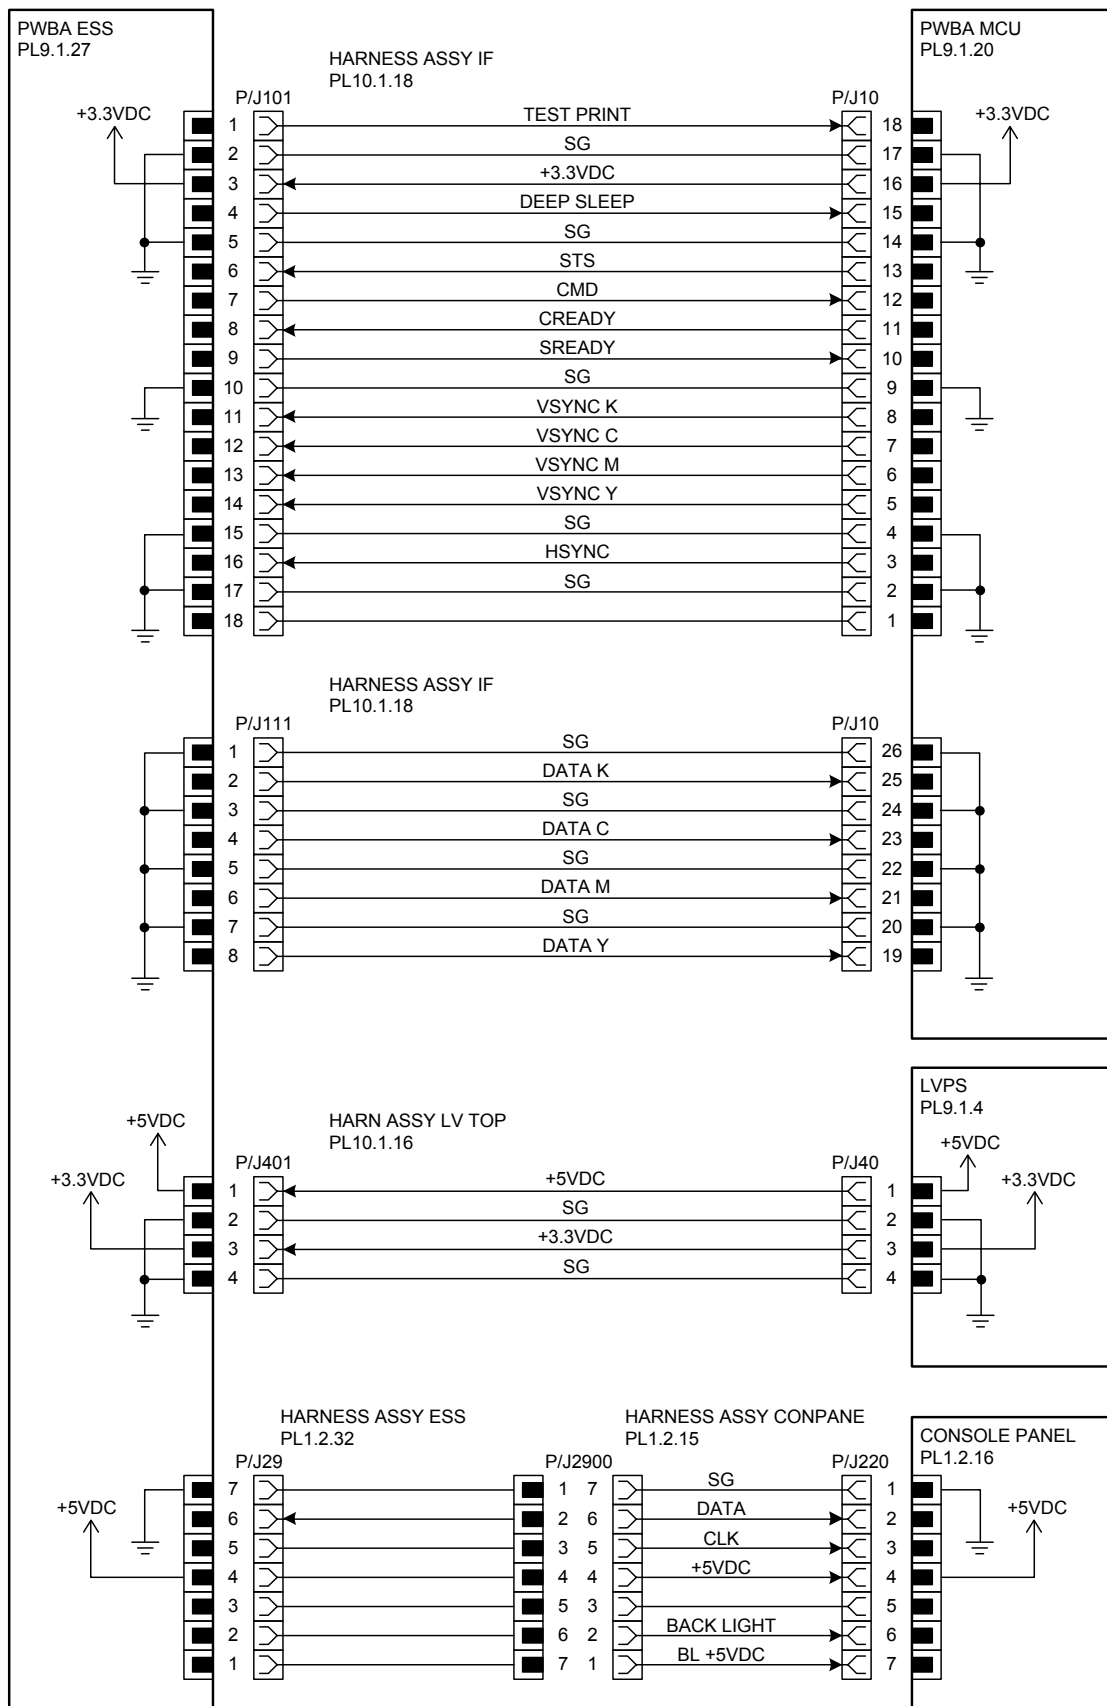 PWBA ESS
PL9.1.27
PWBA MCU
PL9.1.20
HARNESS ASSY IF
PL10.1.18
P/J101
P/J10
+3.3VDC
+3.3VDC
1 TEST PRINT 18
2 SG 17
3 +3.3VDC 16
4 DEEP SLEEP 15
5 SG 14
6 STS 13
7 CMD 12
8 CREADY 11
9 SREADY 10
10 SG 9
11 VSYNC K 8
12 VSYNC C 7
13 VSYNC M 6
14 VSYNC Y 5
15 SG 4
16 HSYNC 3
17 SG 2
18 1
HARNESS ASSY IF
PL10.1.18
P/J111
P/J10
1 SG 26
2 DATA K 25
3 SG 24
4 DATA C 23
5 SG 22
6 DATA M 21
7 SG 20
8 DATA Y 19
LVPS
PL9.1.4
HARN ASSY LV TOP
PL10.1.16
+5VDC
+5VDC
P/J401
P/J40
+3.3VDC
+3.3VDC
1 +5VDC 1
2 SG 2
3 +3.3VDC 3
4 SG 4
HARNESS ASSY ESS
PL1.2.32
HARNESS ASSY CONPANE
PL1.2.15
CONSOLE PANEL
PL1.2.16
P/J29
P/J2900
P/J220
+5VDC
+5VDC
7 1 7 SG 1
6 2 6 DATA 2
5 3 5 CLK 3
4 4 4 +5VDC 4
3 5 3 5
2 6 2 BACK LIGHT 6
1 7 1 BL +5VDC 7